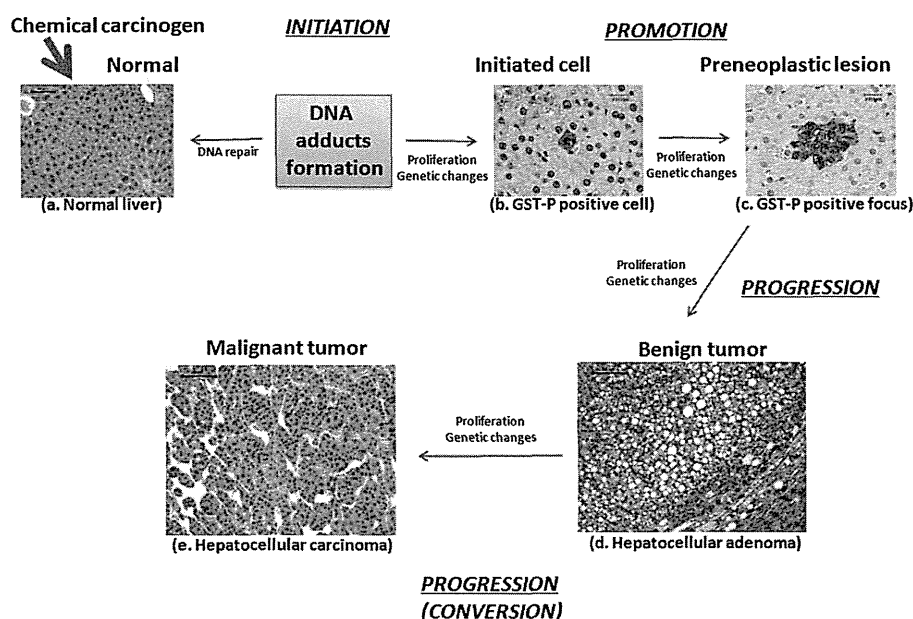 Chemical carcinogen
INITIATION
PROMOTION
Normal
Initiated cell
Preneoplastic lesion
DNA
adducts
formation
DNA repair
Proliferation
Genetic changes
Proliferation
Genetic changes
(a. Normal liver)
(b. GST-P positive cell)
(c. GST-P positive focus)
Proliferation
Genetic changes
PROGRESSION
Malignant tumor
Benign tumor
Proliferation
Genetic changes
(e. Hepatocellular carcinoma)
(d. Hepatocellular adenoma)
PROGRESSION
(CONVERSION)